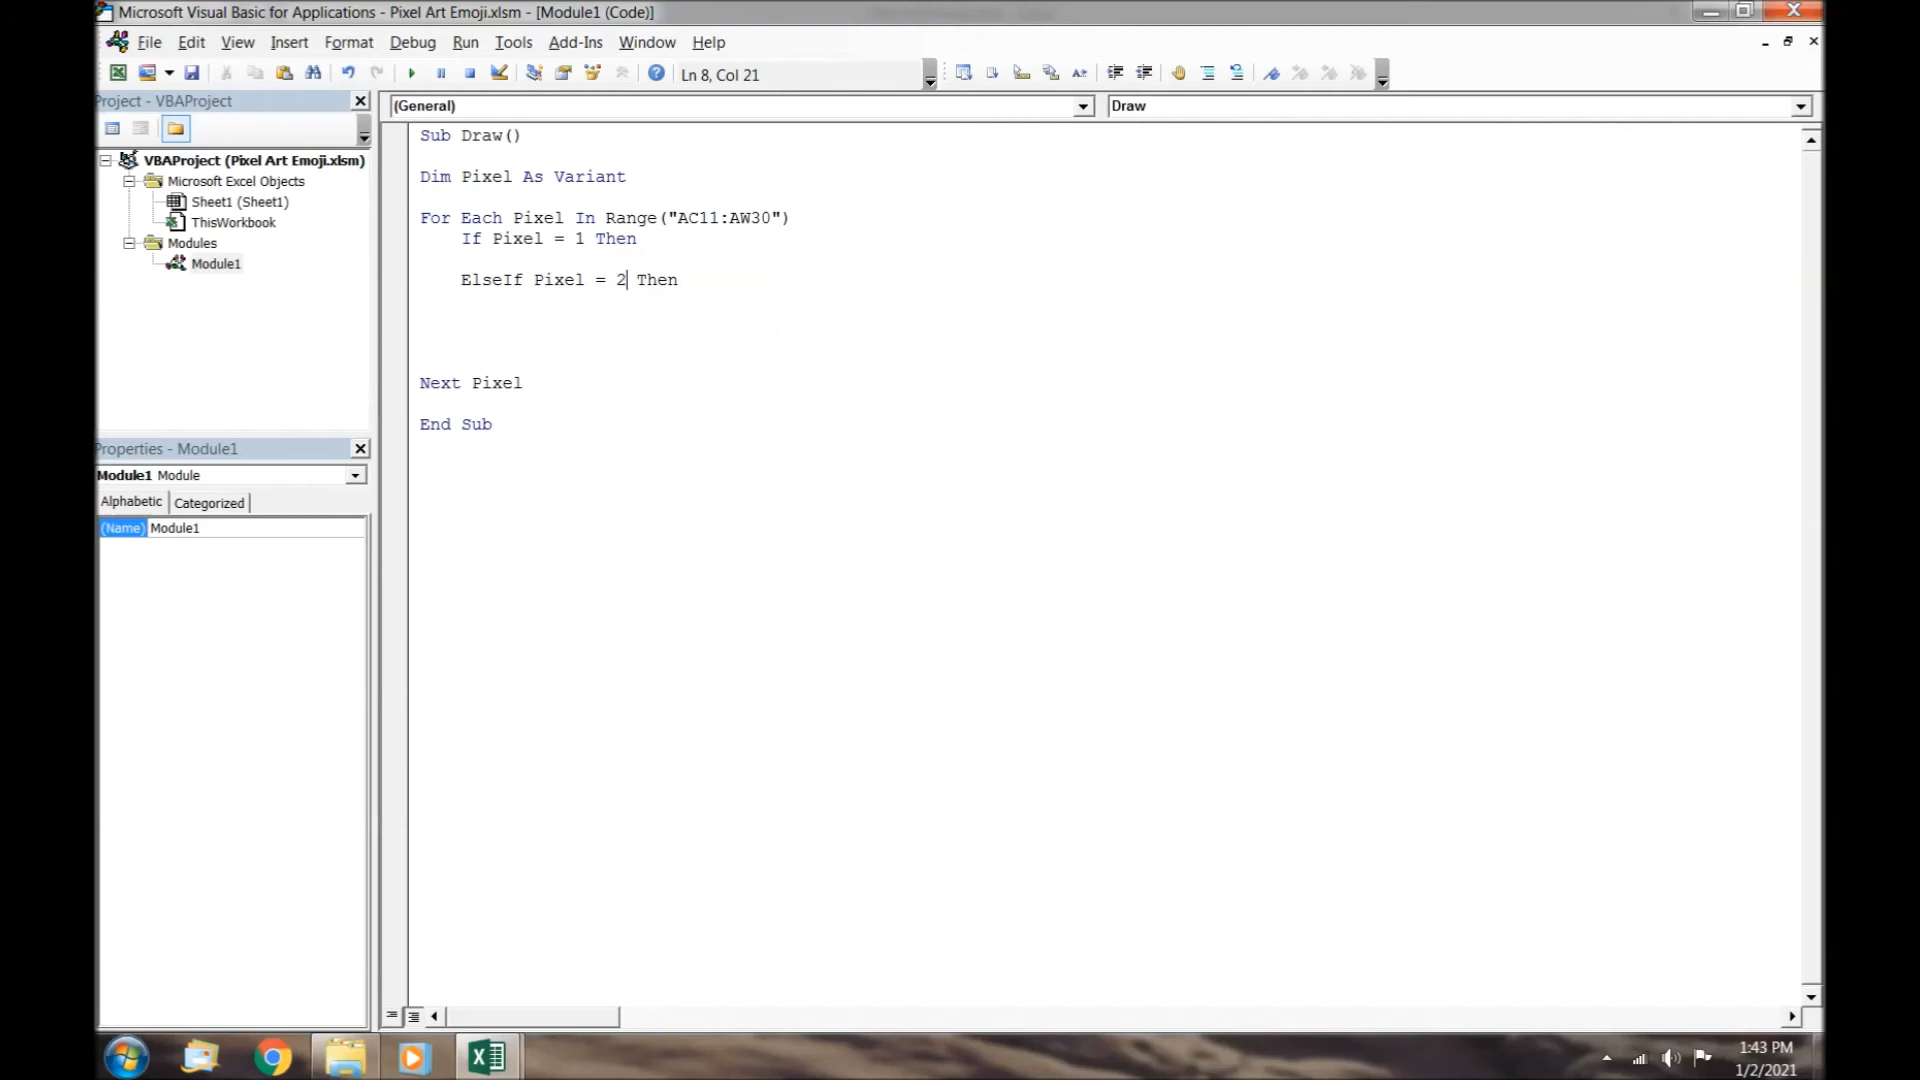 Microsoft Visual Basic for Applications - Pixel Art Emoji.xlsm - [Module1 (Code)]
File Edit View Insert Format Debug Run Tools Add-Ins Window Help
Ln 8, Col 21
Project - VBAProject
(General)
Draw
VBAProject (Pixel Art Emoji.xlsm)
Microsoft Excel Objects
Sheet1 (Sheet1)
ThisWorkbook
Modules
Module1
Sub Draw()
Dim Pixel As Variant
For Each Pixel In Range("AC11:AW30")
If Pixel = 1 Then
ElseIf Pixel = 2 Then
Next Pixel
End Sub
Properties - Module1
Module1 Module
Alphabetic Categorized
(Name) Module1
1:43 PM
1/2/2021